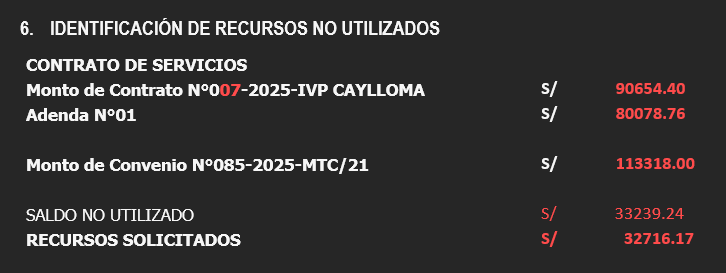 6. IDENTIFICACIÓN DE RECURSOS NO UTILIZADOS
CONTRATO DE SERVICIOS
Monto de Contrato N°007-2025-IVP CAYLLOMA S/ 90654.40
Adenda N°01 S/ 80078.76
Monto de Convenio N°085-2025-MTC/21 S/ 113318.00
SALDO NO UTILIZADO S/ 33239.24
RECURSOS SOLICITADOS S/ 32716.17